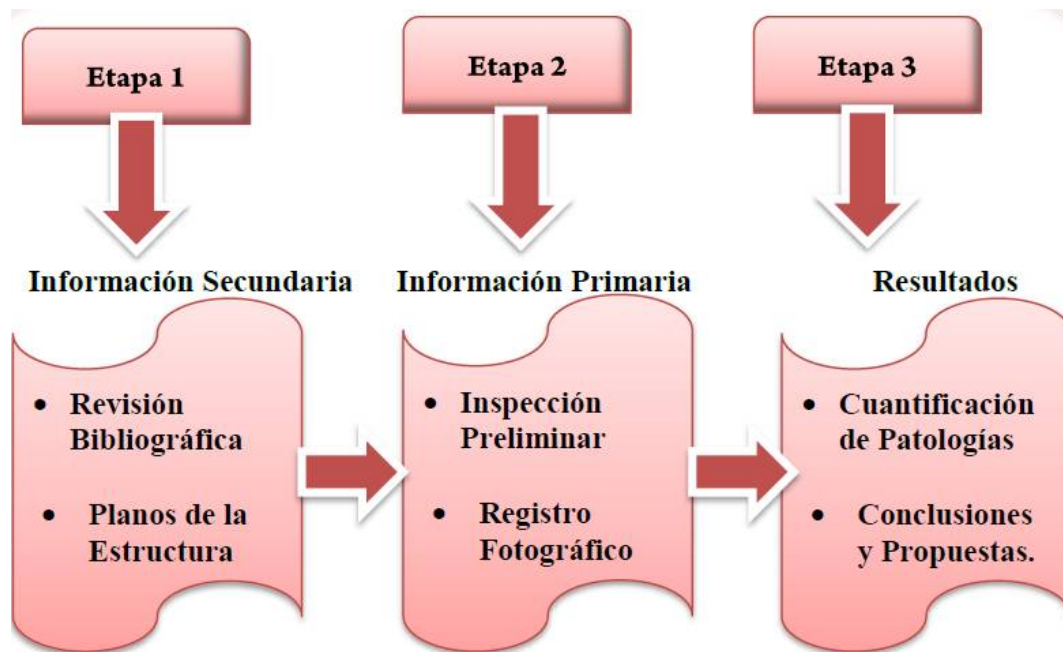 Etapa 1
Etapa 2
Etapa 3
Información Secundaria
Información Primaria
Resultados
• Revisión
Bibliográfica
• Planos de la
Estructura
• Inspección
Preliminar
• Registro
Fotográfico
• Cuantificación
de Patologías
• Conclusiones
y Propuestas.